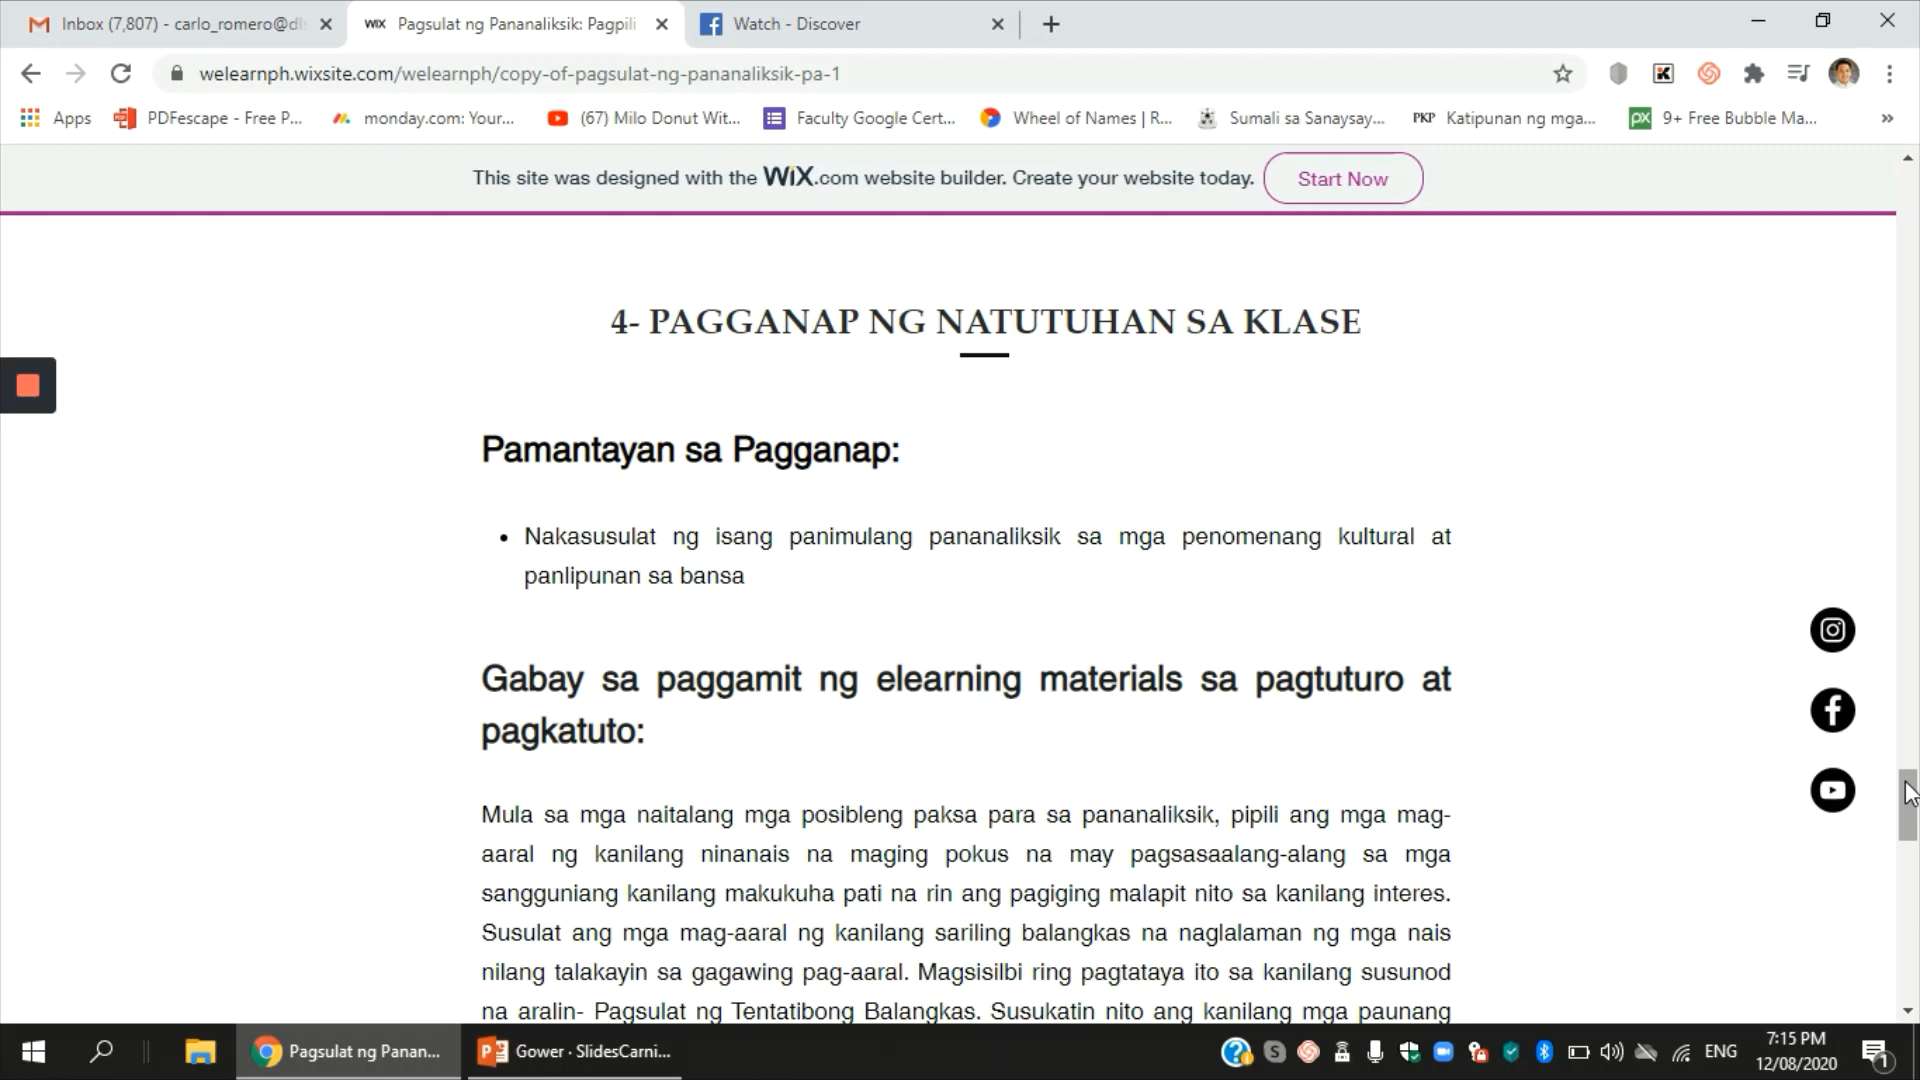 Inbox (7,807) - carlo_romero@dl
WiX Pagsulat ng Pananaliksik: Pagpili
Watch - Discover
welearnph.wixsite.com/welearnph/copy-of-pagsulat-ng-pananaliksik-pa-1
Apps
PDFescape - Free P...
monday.com: Your...
(67) Milo Donut Wit...
Faculty Google Cert...
Wheel of Names | R...
Sumali sa Sanaysay...
PKP Katipunan ng mga...
px 9+ Free Bubble Ma...
»
This site was designed with the WiX.com website builder. Create your website today.
Start Now
4- PAGGANAP NG NATUTUHAN SA KLASE
Pamantayan sa Pagganap:
• Nakasusulat ng isang panimulang pananaliksik sa mga penomenang kultural at
panlipunan sa bansa
Gabay sa paggamit ng elearning materials sa pagtuturo at
pagkatuto:
Mula sa mga naitalang mga posibleng paksa para sa pananaliksik, pipili ang mga mag-
aaral ng kanilang ninanais na maging pokus na may pagsasaalang-alang sa mga
sangguniang kanilang makukuha pati na rin ang pagiging malapit nito sa kanilang interes.
Susulat ang mga mag-aaral ng kanilang sariling balangkas na naglalaman ng mga nais
nilang talakayin sa gagawing pag-aaral. Magsisilbi ring pagtataya ito sa kanilang susunod
na aralin- Pagsulat ng Tentatibong Balangkas. Susukatin nito ang kanilang mga paunang
Pagsulat ng Panan...
Gower · SlidesCarni...
ENG
7:15 PM
12/08/2020
1